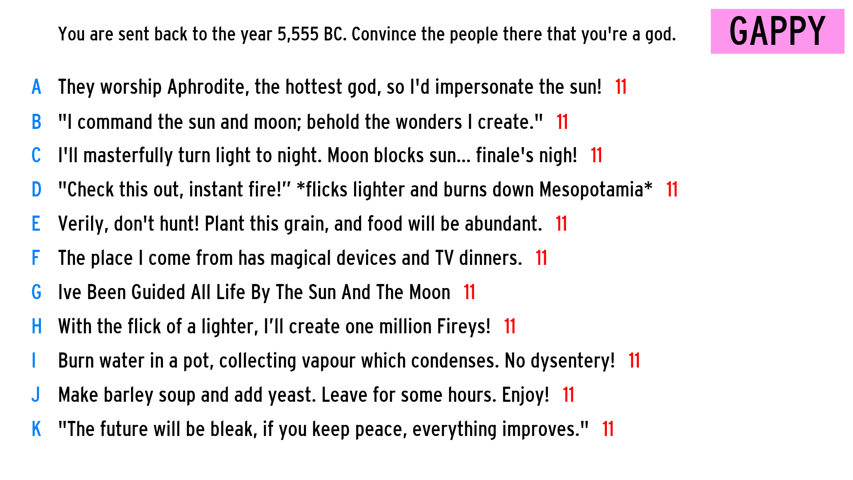 You are sent back to the year 5,555 BC. Convince the people there that you're a god.
GAPPY
A They worship Aphrodite, the hottest god, so I'd impersonate the sun! 11
B "I command the sun and moon; behold the wonders I create." 11
C I'll masterfully turn light to night. Moon blocks sun... finale's nigh! 11
D "Check this out, instant fire!” *flicks lighter and burns down Mesopotamia* 11
E Verily, don't hunt! Plant this grain, and food will be abundant. 11
F The place I come from has magical devices and TV dinners. 11
G Ive Been Guided All Life By The Sun And The Moon 11
H With the flick of a lighter, I’ll create one million Fireys! 11
I Burn water in a pot, collecting vapour which condenses. No dysentery! 11
J Make barley soup and add yeast. Leave for some hours. Enjoy! 11
K "The future will be bleak, if you keep peace, everything improves." 11